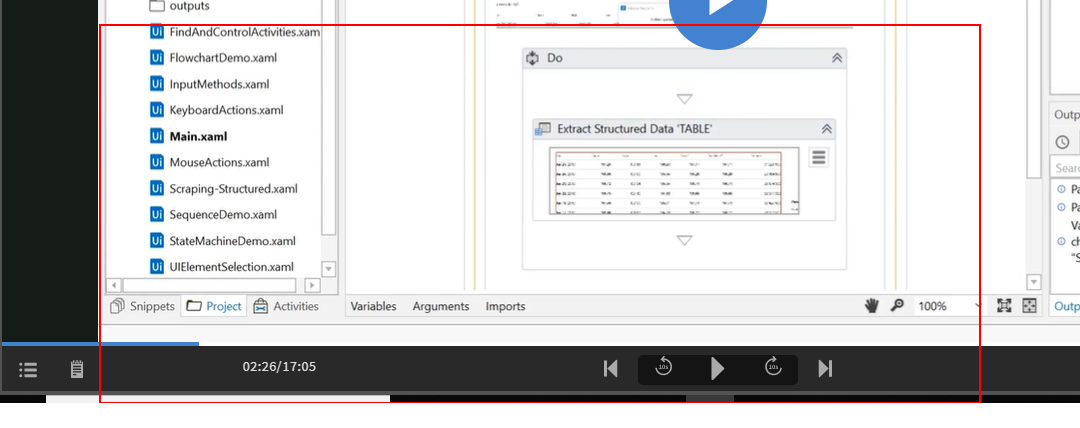 outputs
FindAndControlActivities.xam
FlowchartDemo.xaml
InputMethods.xaml
KeyboardActions.xaml
Main.xaml
MouseActions.xaml
Scraping-Structured.xaml
SequenceDemo.xaml
StateMachineDemo.xaml
UIElementSelection.xaml
Snippets Project Activities
Do
Extract Structured Data 'TABLE'
Variables Arguments Imports
100%
Outp
Sear
Pa
Pa
Va
ch
"S
Outp
02:26/17:05
10s
10s